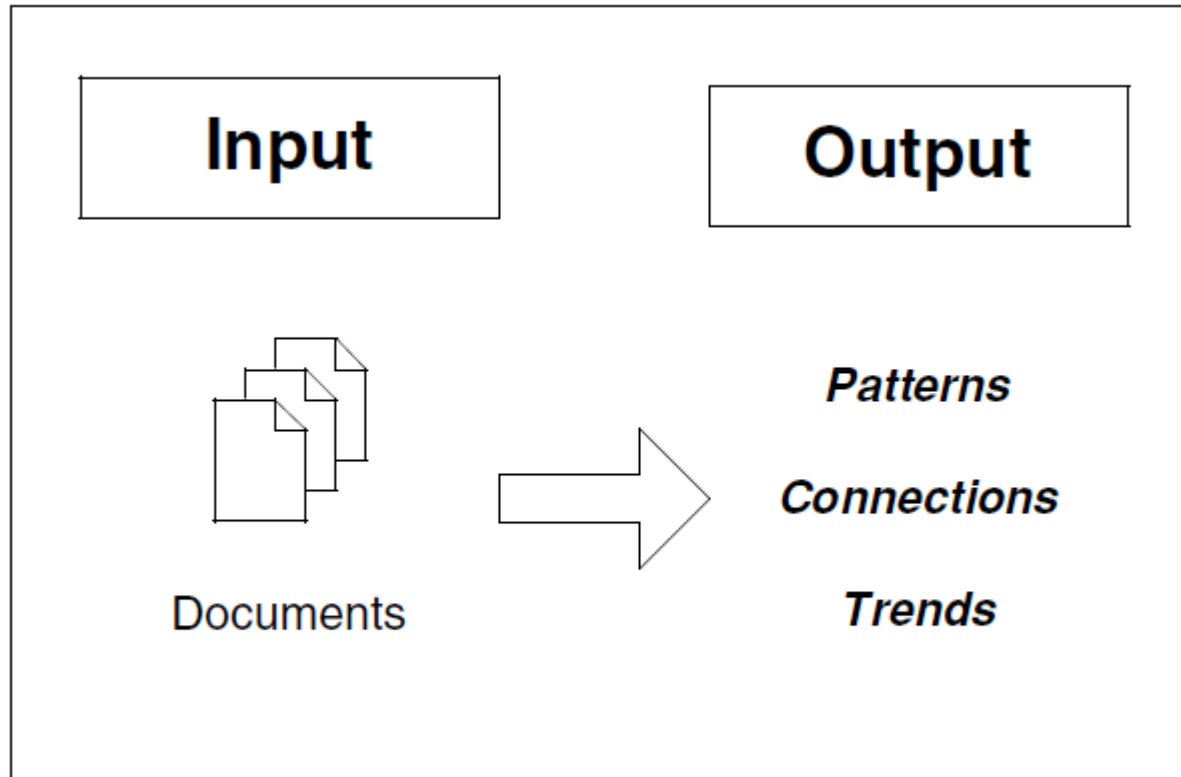 Input
Output
Documents
Patterns
Connections
Trends